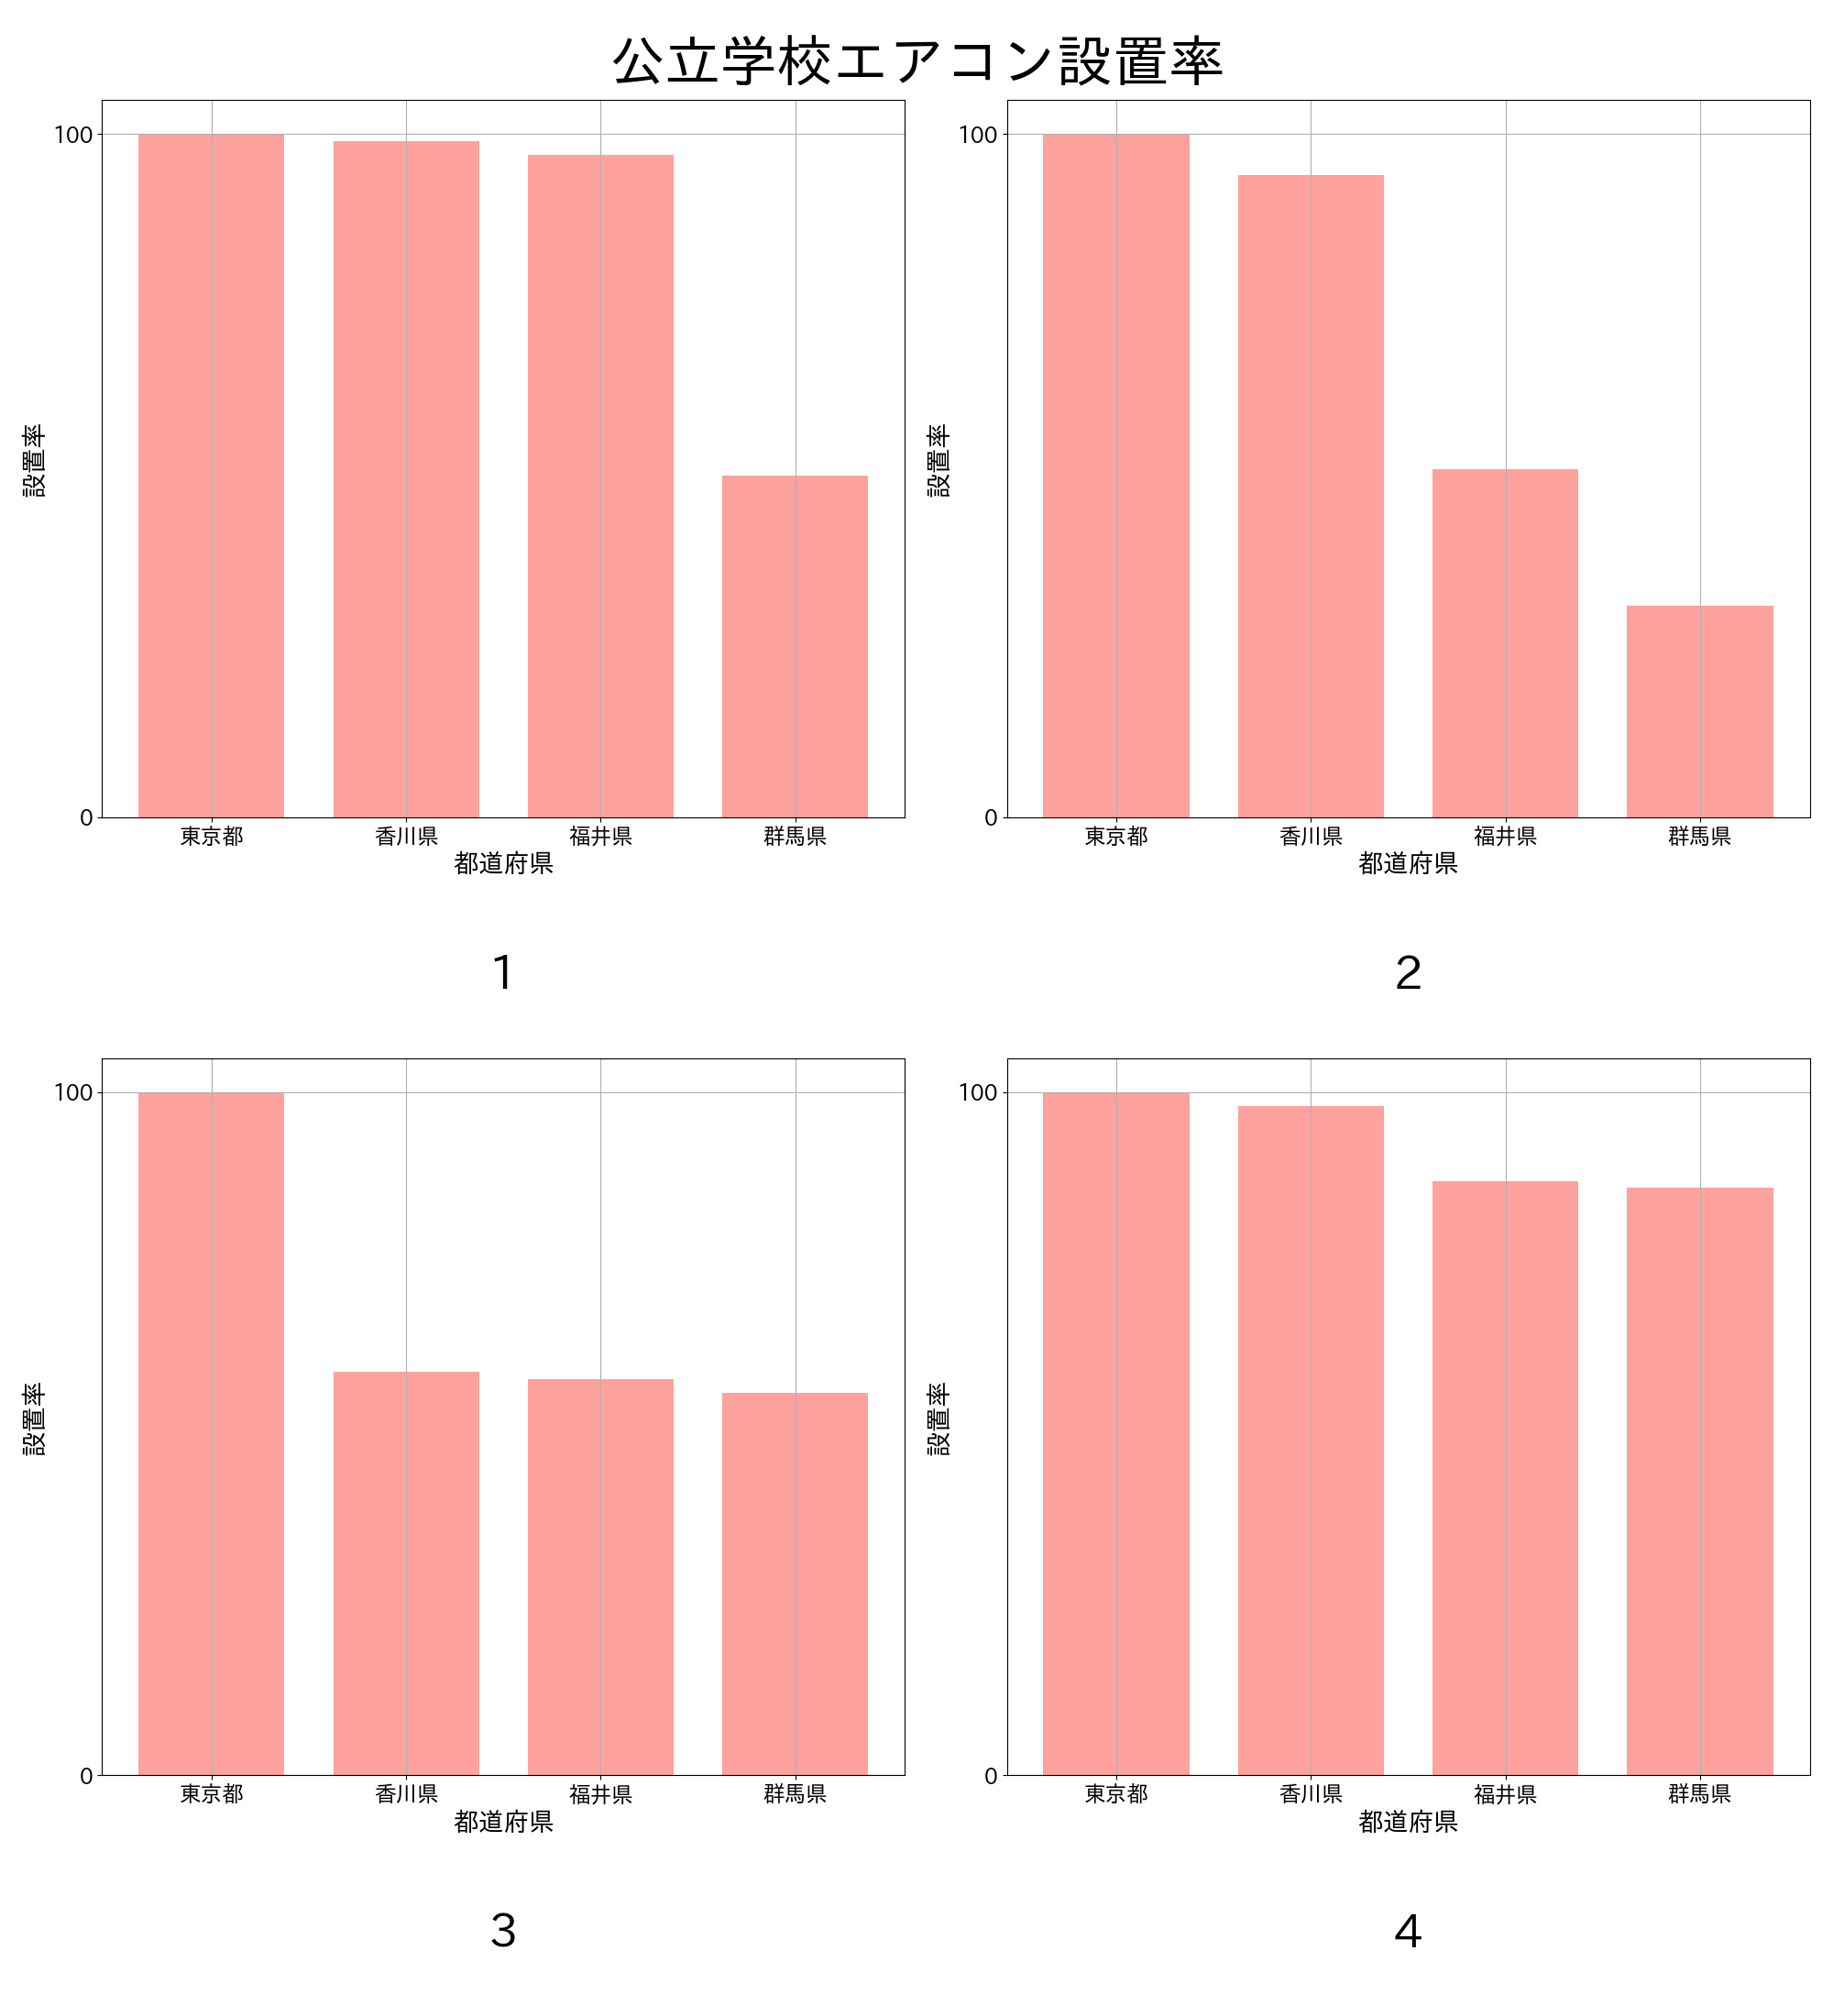 公立学校エアコン設置率
100
0
設置率
東京都 香川県 福井県 群馬県
都道府県
1
100
0
設置率
東京都 香川県 福井県 群馬県
都道府県
2
100
0
設置率
東京都 香川県 福井県 群馬県
都道府県
3
100
0
設置率
東京都 香川県 福井県 群馬県
都道府県
4